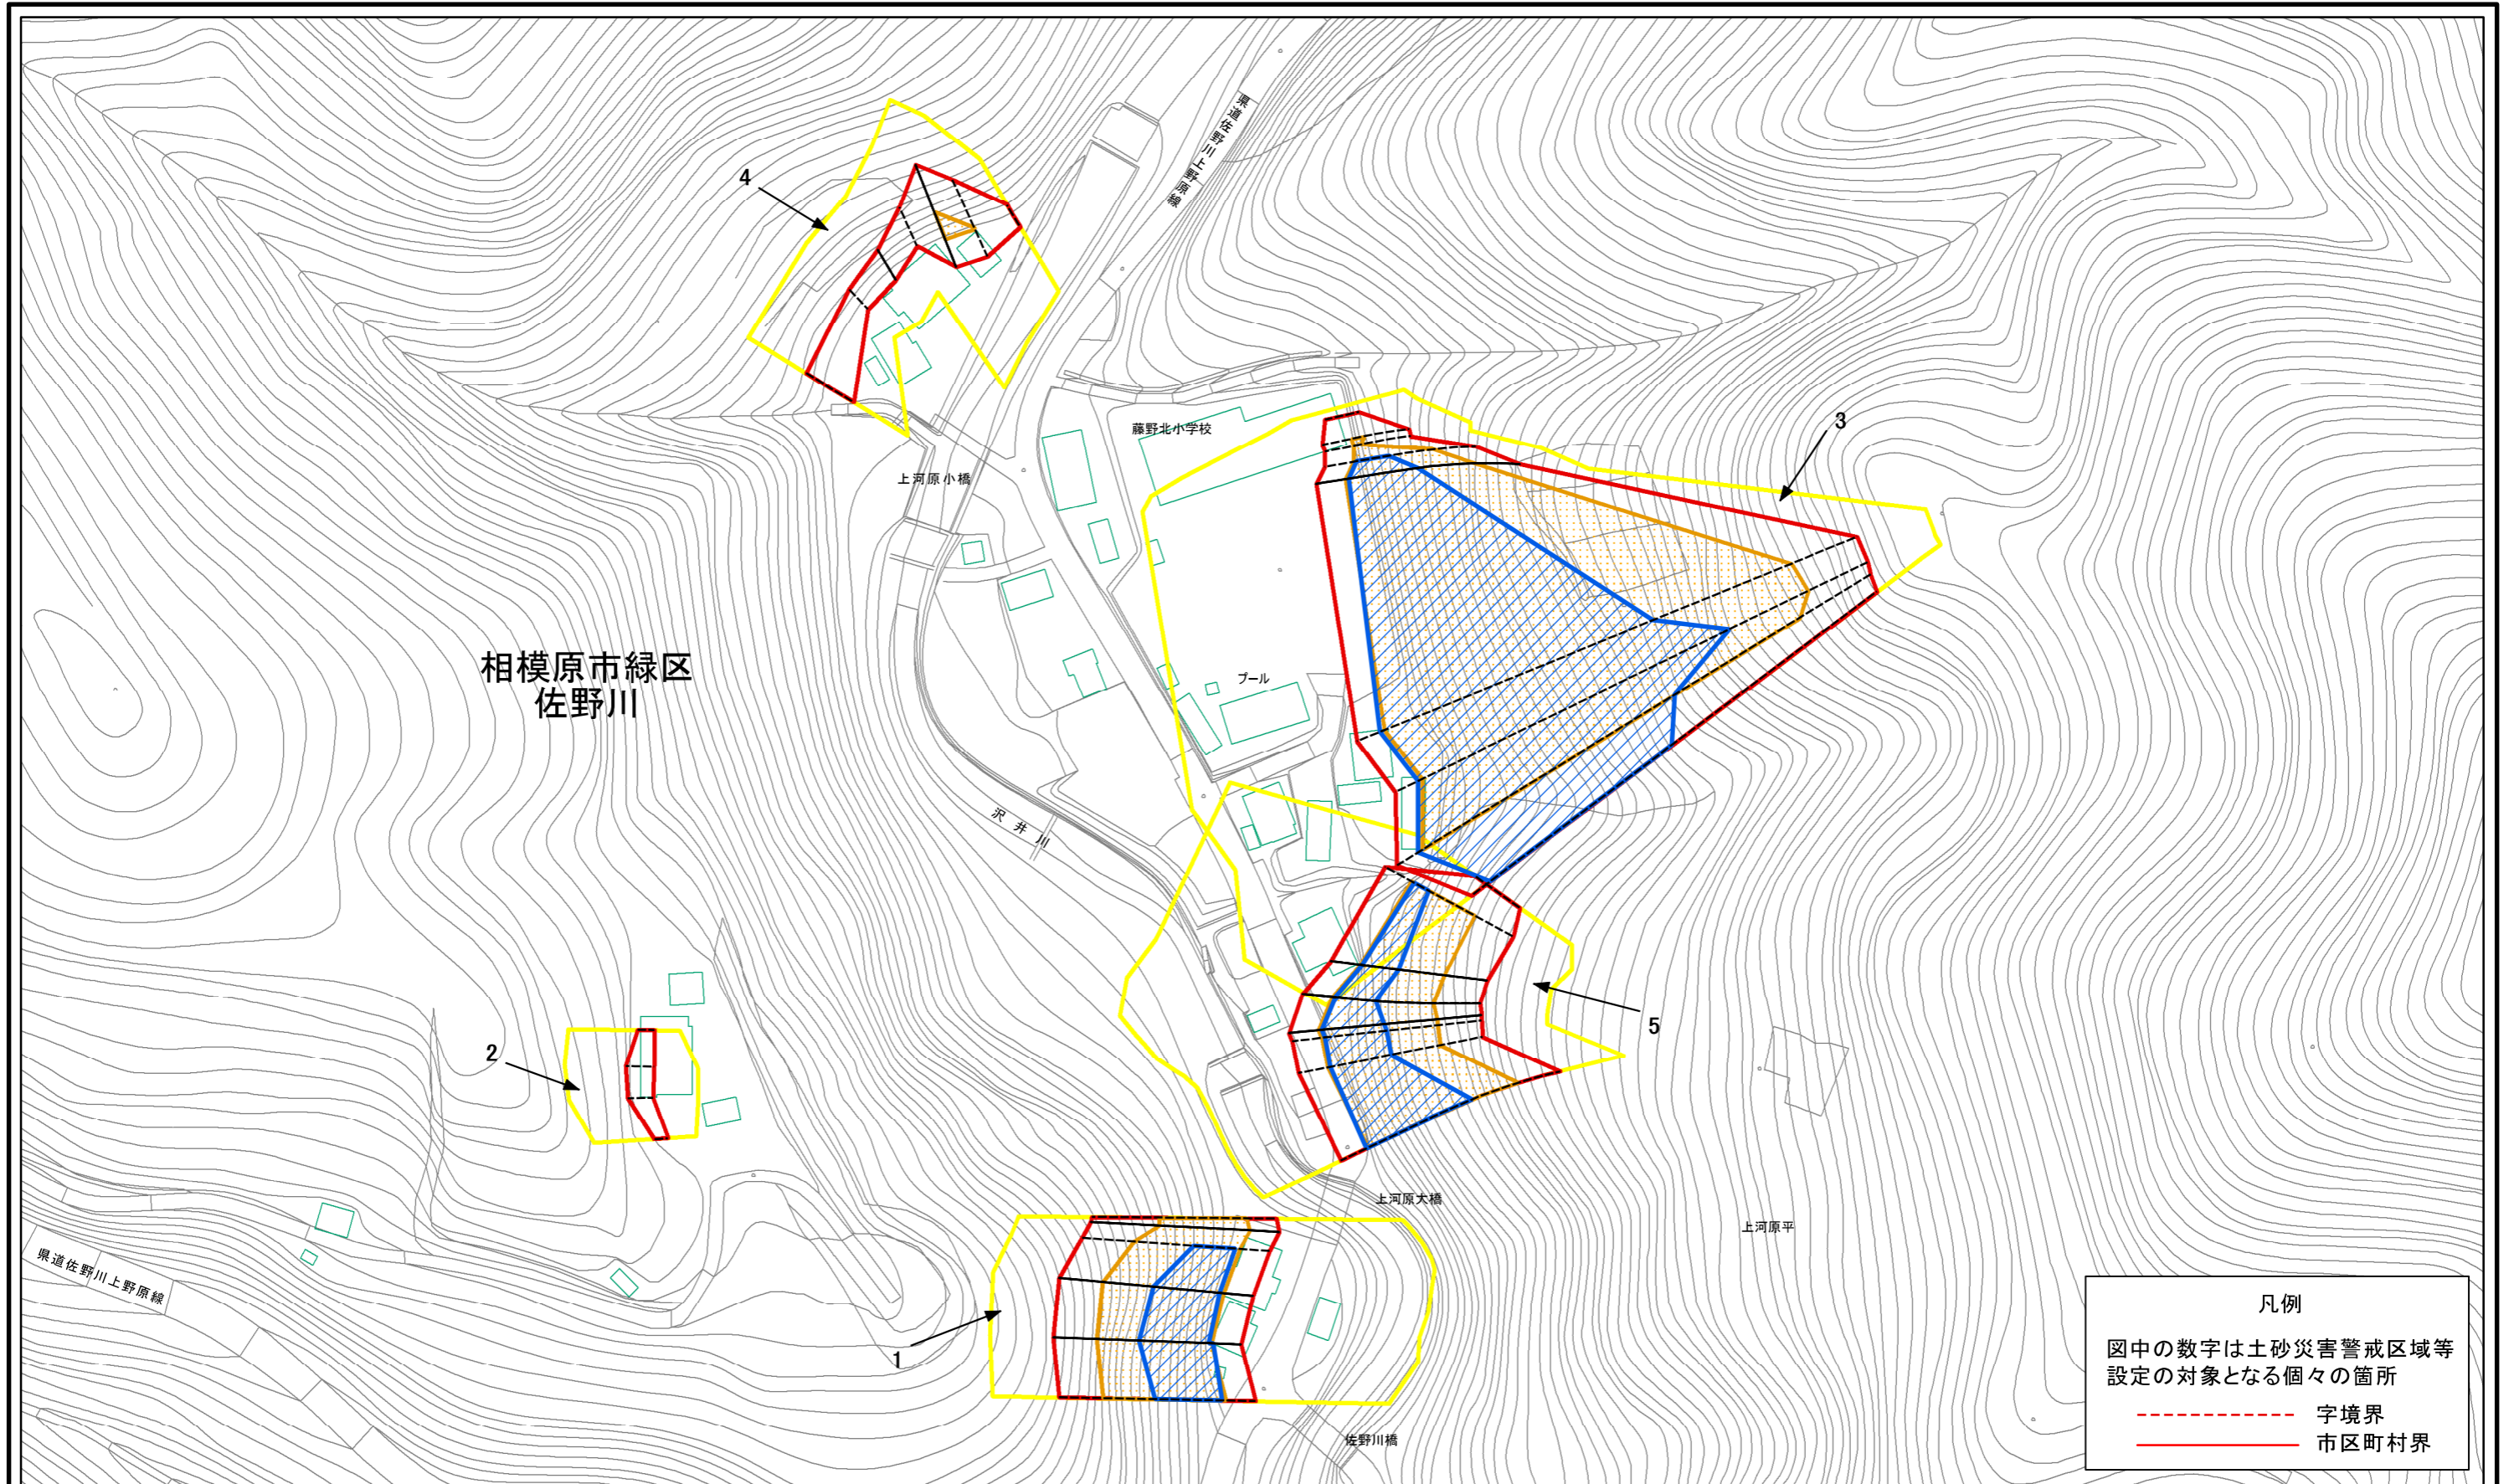 県道佐野川上野原線
4
3
藤野北小学校
上河原小橋
相模原市緑区
佐野川
プール
沢井川
5
2
上河原大橋
上河原平
県道佐野川上野原線
1
佐野川橋
凡例
図中の数字は土砂災害警戒区域等
設定の対象となる個々の箇所
字境界
市区町村界